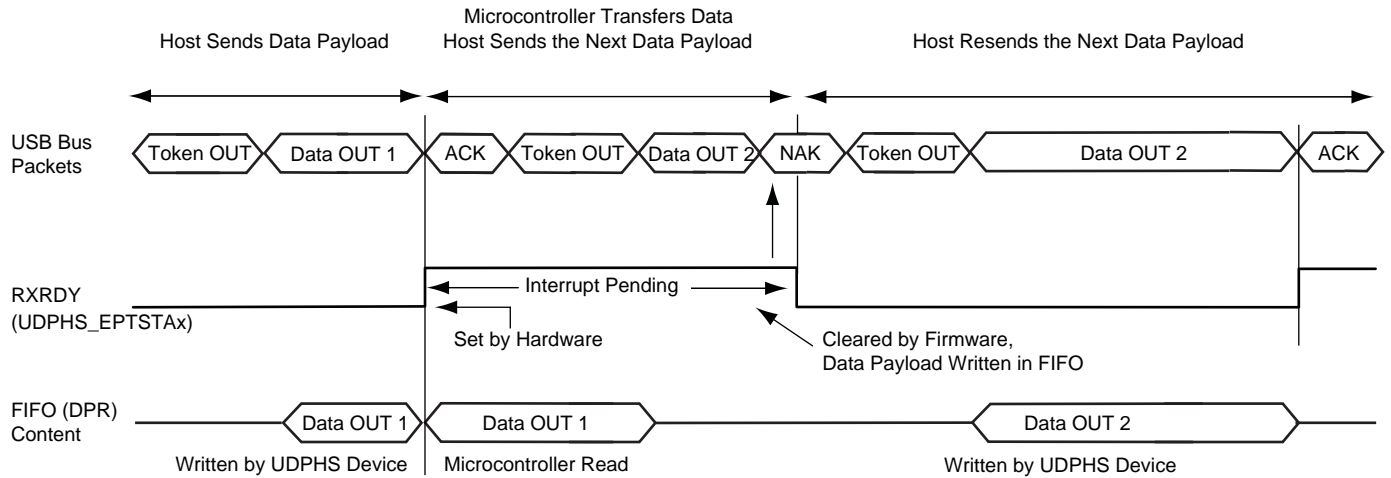 Microcontroller Transfers Data
Host Sends Data Payload
Host Sends the Next Data Payload
Host Resends the Next Data Payload
USB Bus
Packets
Token OUT
Data OUT 1
ACK
Token OUT
Data OUT 2
NAK
Token OUT
Data OUT 2
ACK
RXRDY
(UDPHS_EPTSTAx)
Interrupt Pending
Set by Hardware
Cleared by Firmware,
Data Payload Written in FIFO
FIFO (DPR)
Content
Data OUT 1
Data OUT 1
Data OUT 2
Written by UDPHS Device
Microcontroller Read
Written by UDPHS Device